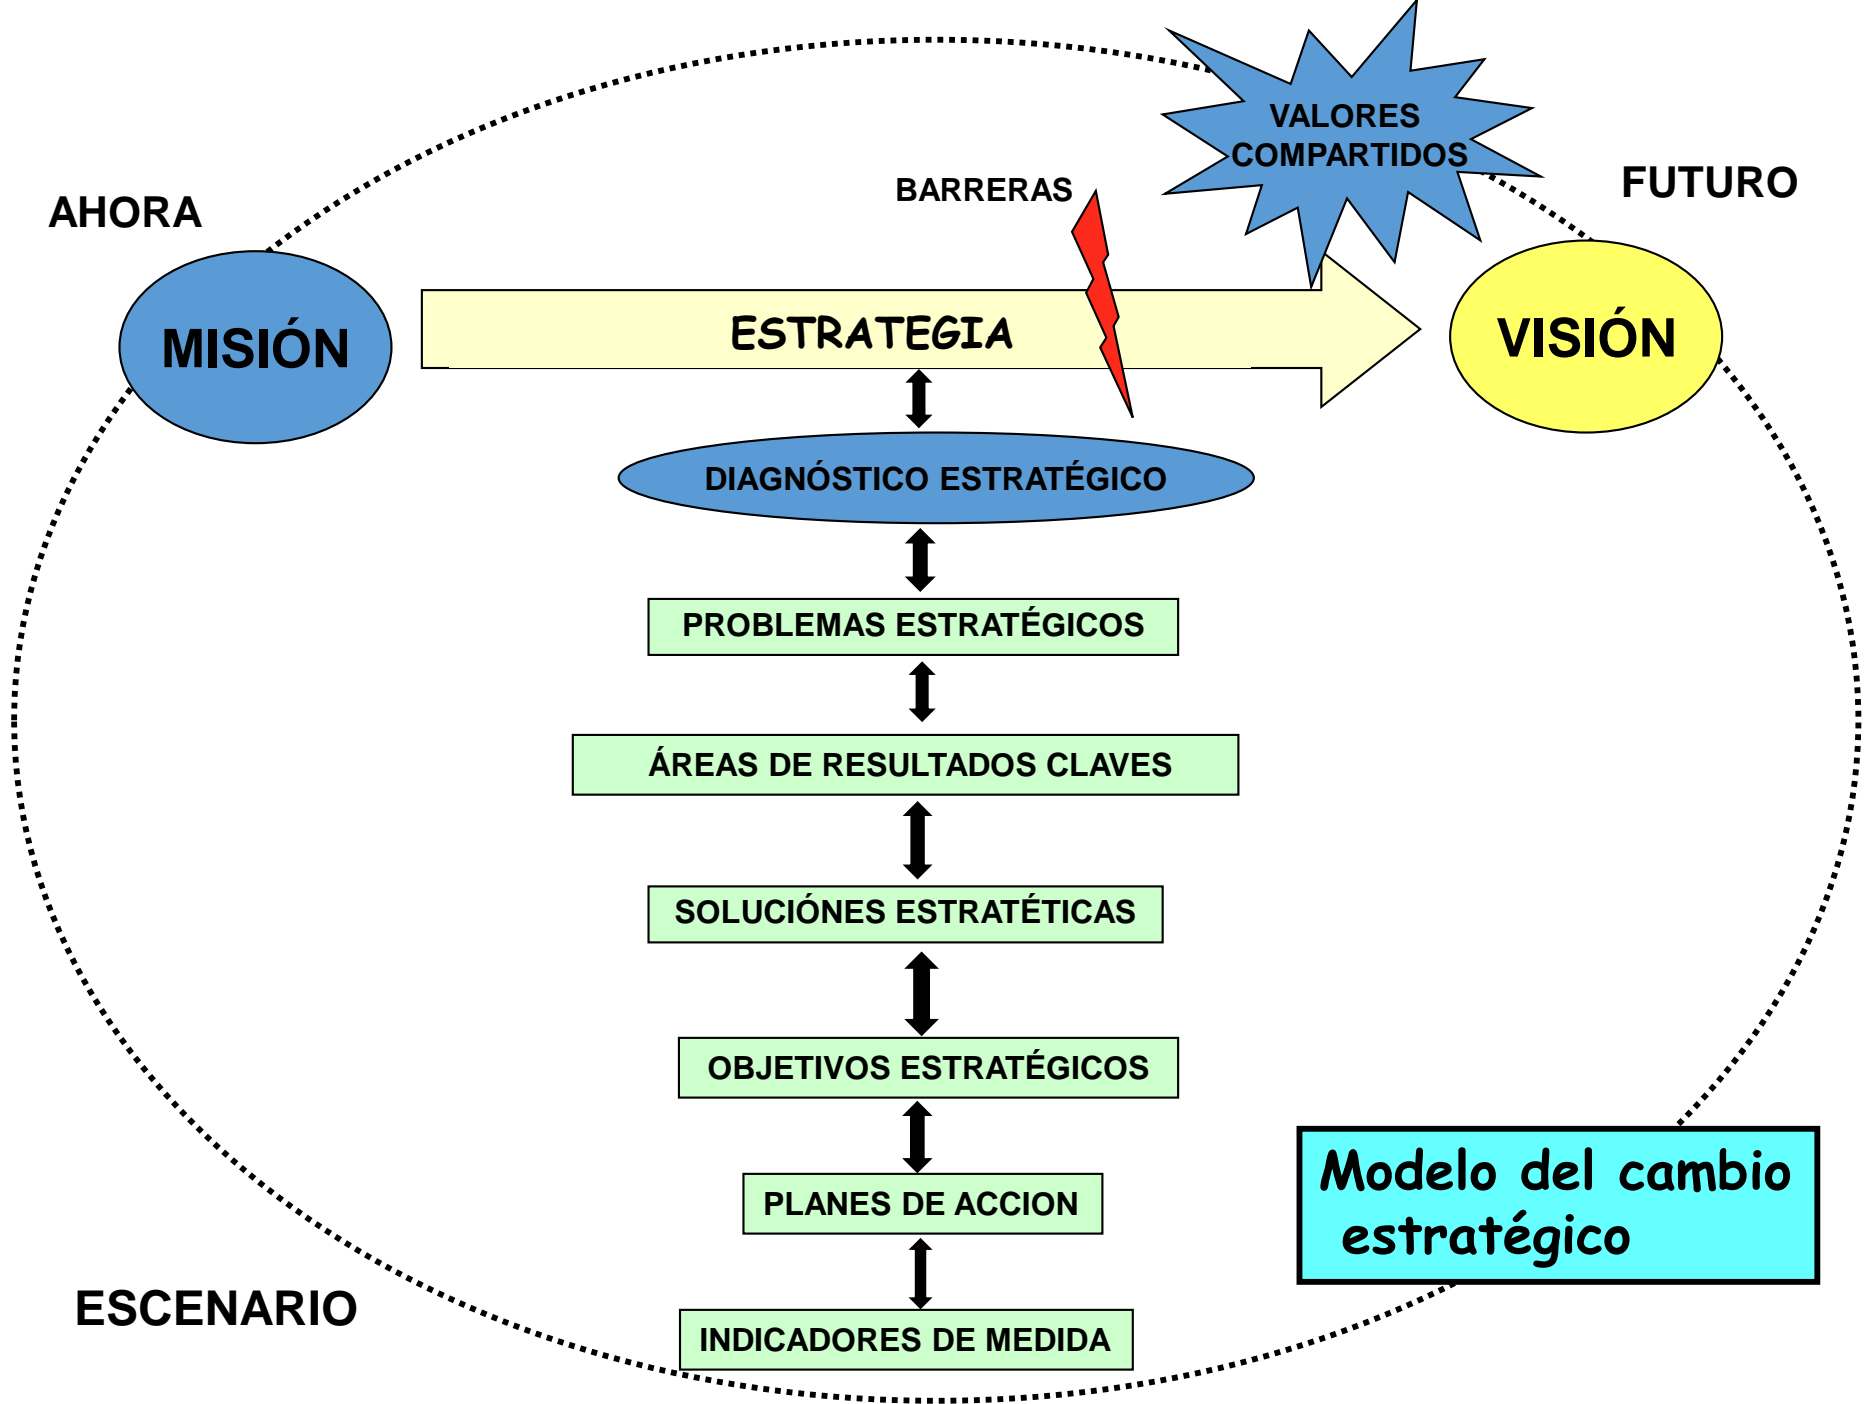 VALORES
COMPARTIDOS
BARRERAS
FUTURO
AHORA
MISIÓN
ESTRATEGIA
VISIÓN
DIAGNÓSTICO ESTRATÉGICO
PROBLEMAS ESTRATÉGICOS
ÁREAS DE RESULTADOS CLAVES
SOLUCIÓNES ESTRATÉTICAS
OBJETIVOS ESTRATÉGICOS
PLANES DE ACCION
Modelo del cambio
estratégico
ESCENARIO
INDICADORES DE MEDIDA